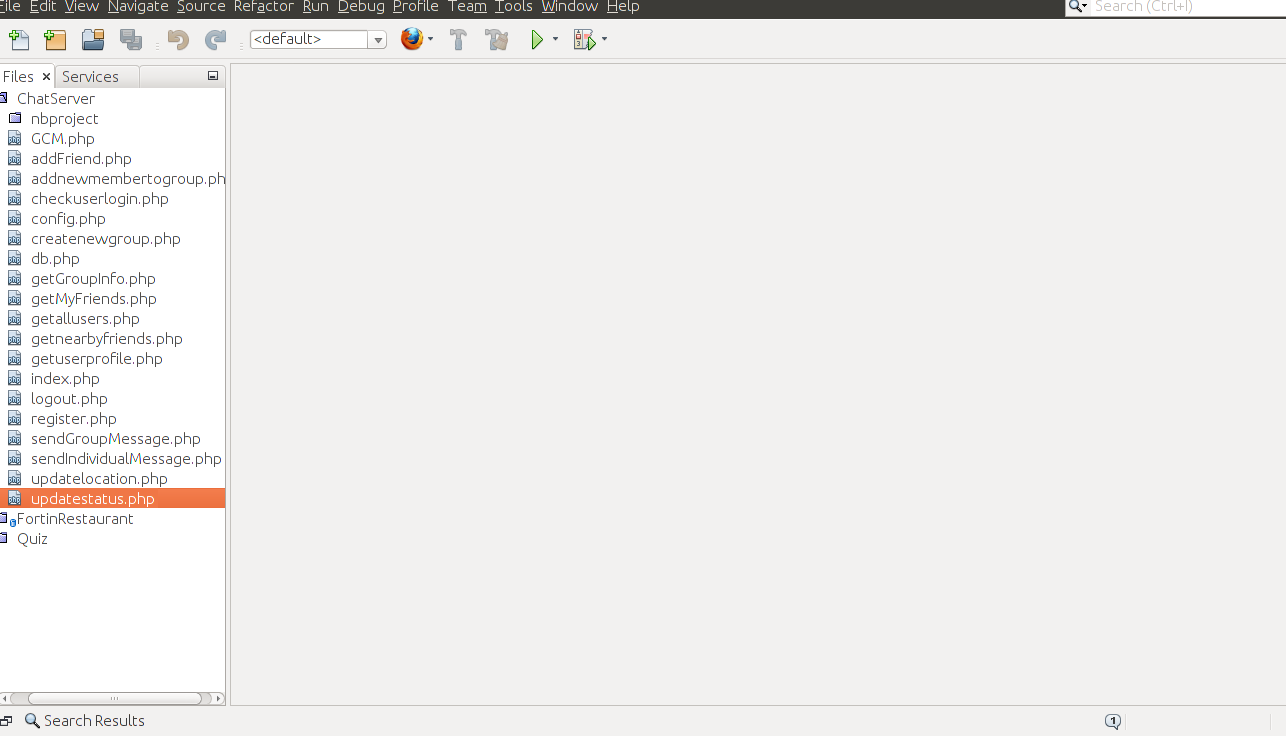 File Edit View Navigate Source Refactor Run Debug Profile Team Tools Window Help Search (Ctrl+I)
<default>
Files Services
ChatServer
nbproject
GCM.php
addFriend.php
addnewmembertogroup.ph
checkuserlogin.php
config.php
createnewgroup.php
db.php
getGroupInfo.php
getMyFriends.php
getallusers.php
getnearbyfriends.php
getuserprofile.php
index.php
logout.php
register.php
sendGroupMessage.php
sendIndividualMessage.php
updatelocation.php
updatestatus.php
FortinRestaurant
Quiz
Search Results 1